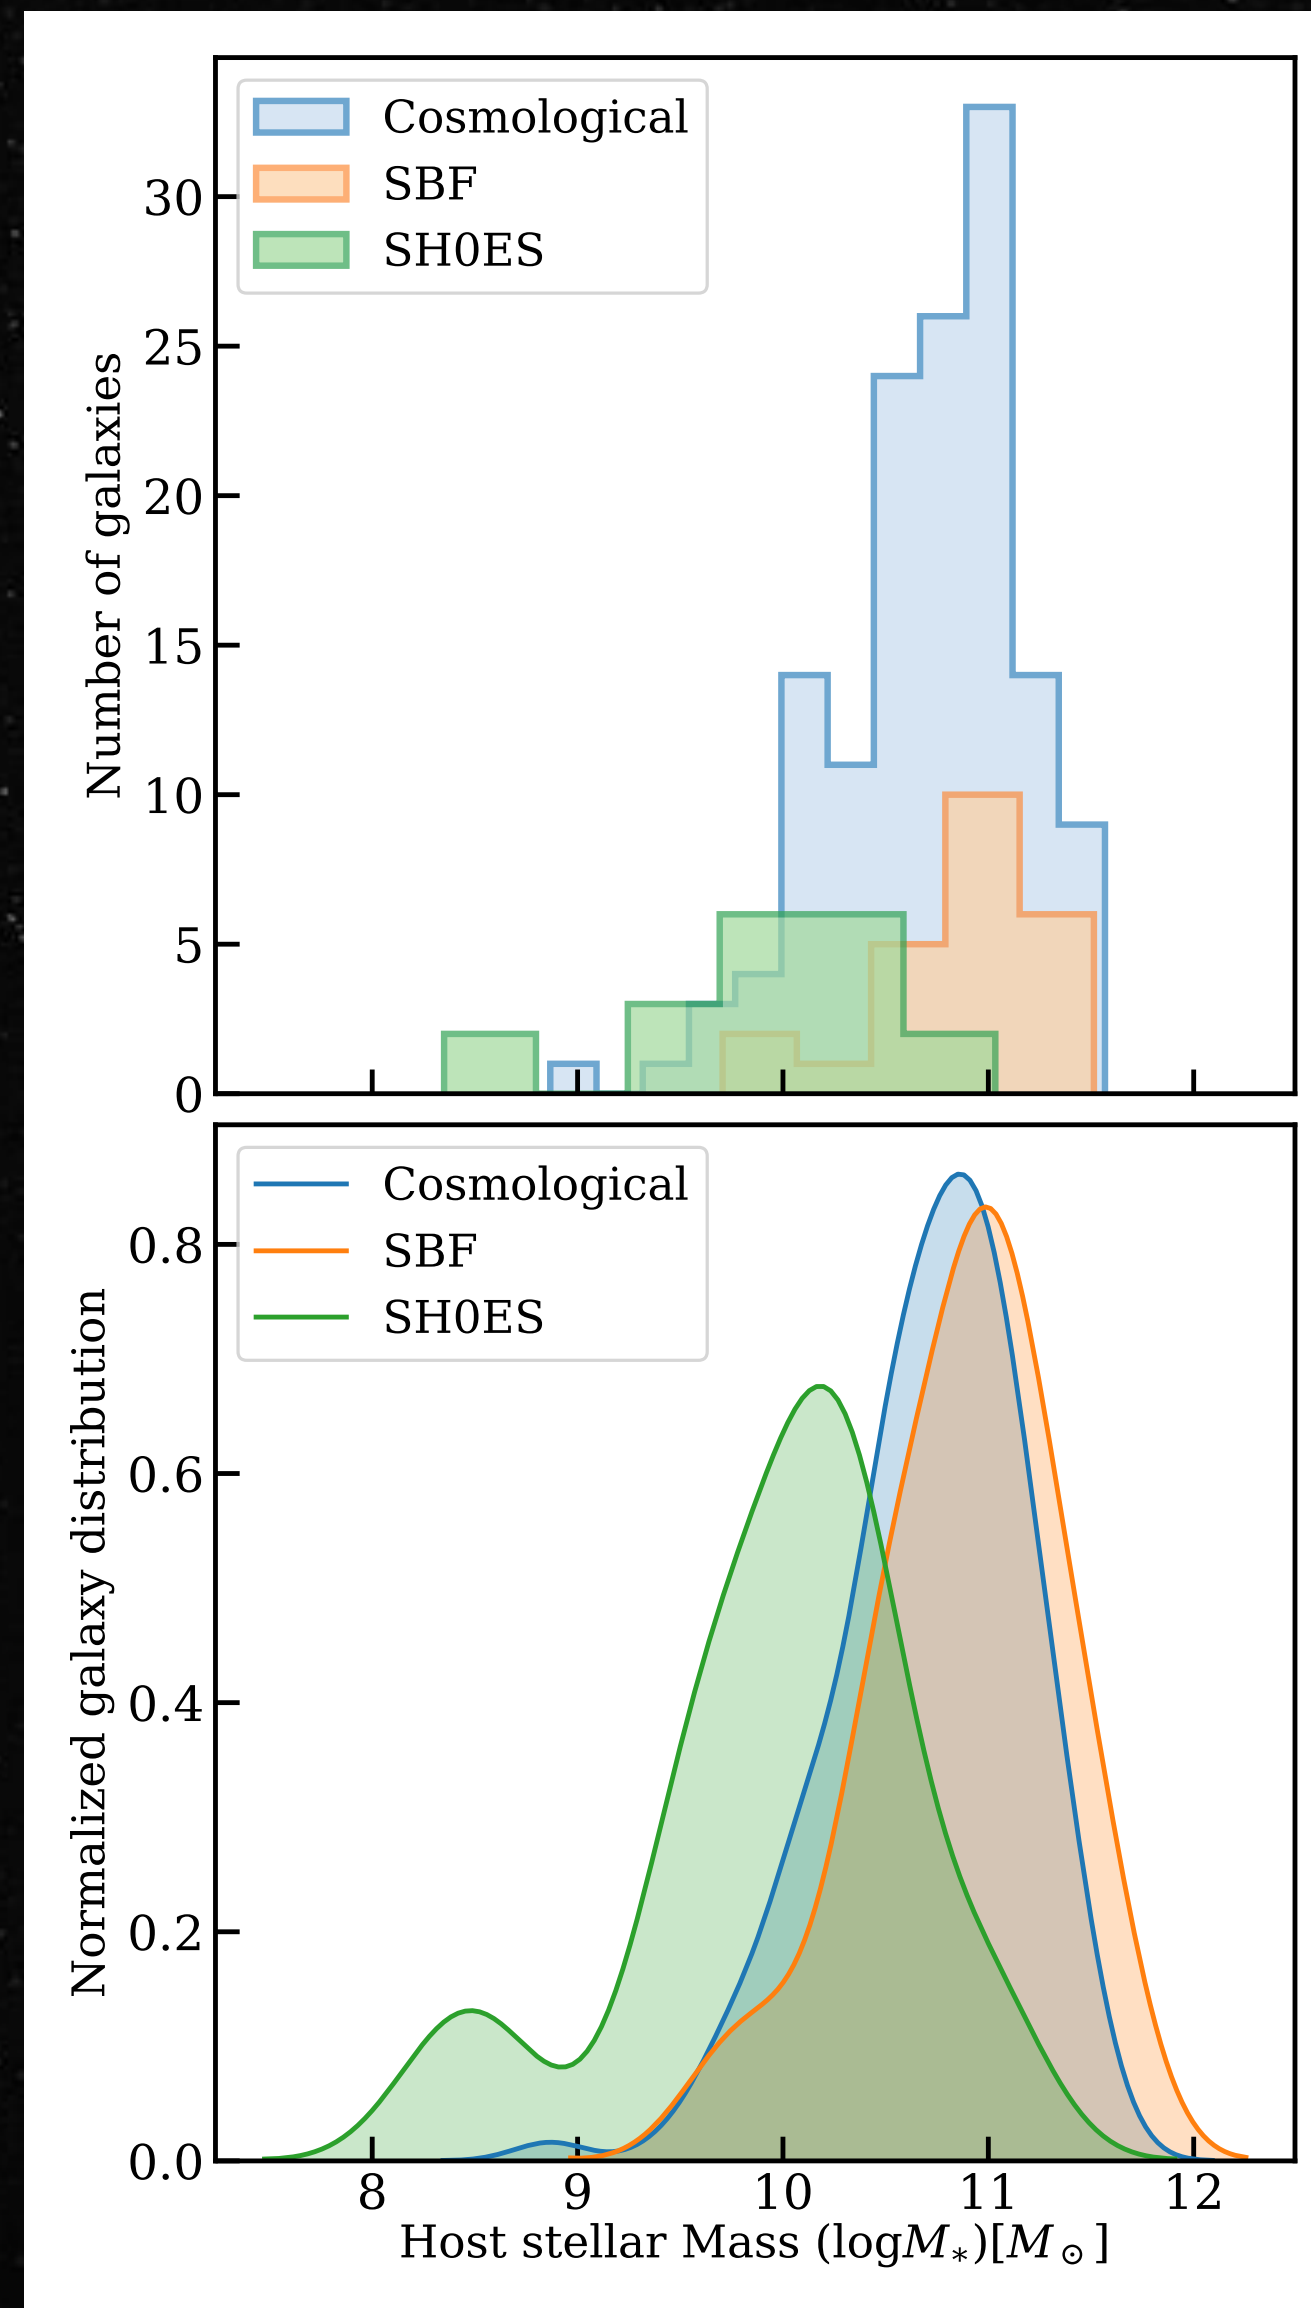 Cosmological
SBF
SH0ES
30
25
20
15
10
5
0
Number of galaxies
Cosmological
SBF
SH0ES
0.8
0.6
0.4
0.2
0.0
Normalized galaxy distribution
8 9 10 11 12
Host stellar Mass (logM*)[M⊙]